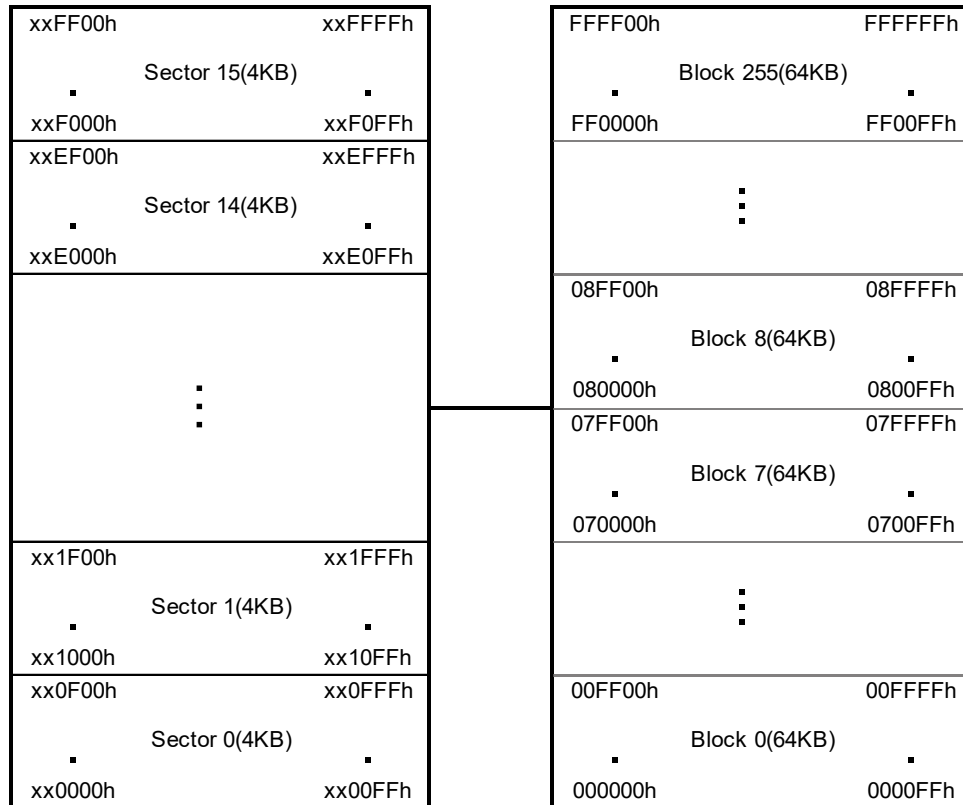 xxFF00h xxFFFFh
Sector 15(4KB)
xxF000h xxF0FFh
xxEF00h xxEFFFh
Sector 14(4KB)
xxE000h xxE0FFh
xx1F00h xx1FFFh
Sector 1(4KB)
xx1000h xx10FFh
xx0F00h xx0FFFh
Sector 0(4KB)
xx0000h xx00FFh
FFFF00h FFFFFFh
Block 255(64KB)
FF0000h FF00FFh
08FF00h 08FFFFh
Block 8(64KB)
080000h 0800FFh
07FF00h 07FFFFh
Block 7(64KB)
070000h 0700FFh
00FF00h 00FFFFh
Block 0(64KB)
000000h 0000FFh